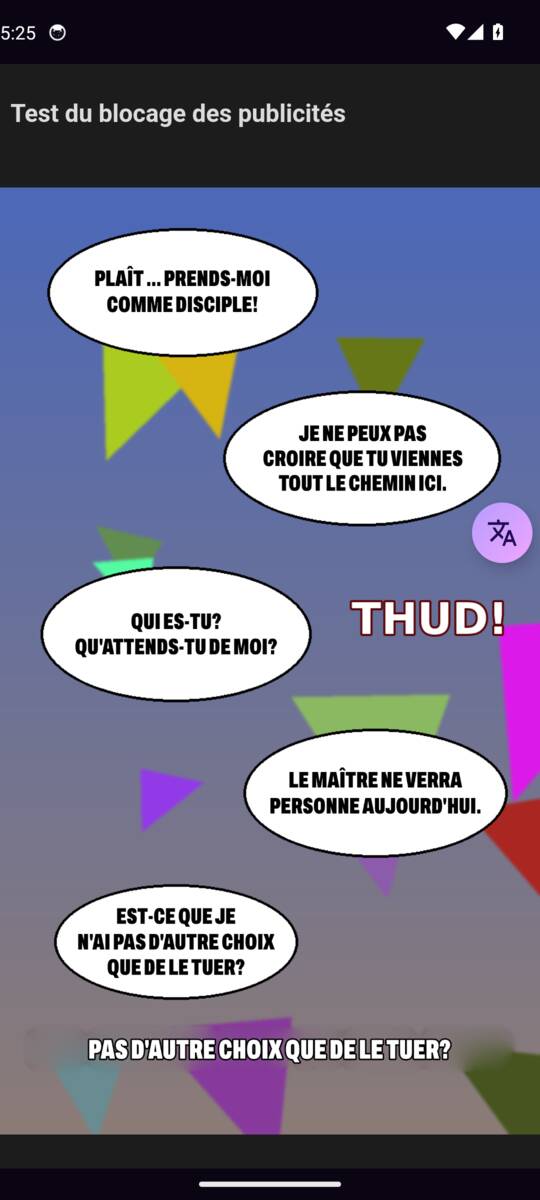 5:25
Test du blocage des publicités
PLAÎT ... PRENDS-MOI
COMME DISCIPLE!
JE NE PEUX PAS
CROIRE QUE TU VIENNES
TOUT LE CHEMIN ICI.
QUI ES-TU?
QU'ATTENDS-TU DE MOI?
THUD!
LE MAÎTRE NE VERRA
PERSONNE AUJOURD'HUI.
EST-CE QUE JE
N'AI PAS D'AUTRE CHOIX
QUE DE LE TUER?
PAS D'AUTRE CHOIX QUE DE LE TUER?